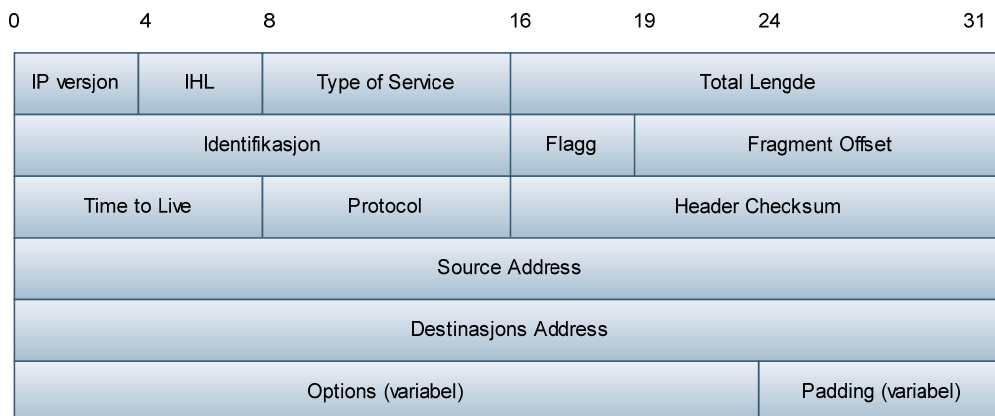 0 4 8 16 19 24 31
IP versjon IHL Type of Service Total Lengde
Identifikasjon Flagg Fragment Offset
Time to Live Protocol Header Checksum
Source Address
Destinasjons Address
Options (variabel) Padding (variabel)